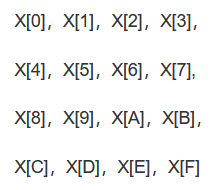 X[0]，X[1]，X[2]，X[3]，
X[4]，X[5]，X[6]，X[7],
X[8]，X[9]，X[A]，X[B]，
X[C]，X[D]，X[E]，X[F]